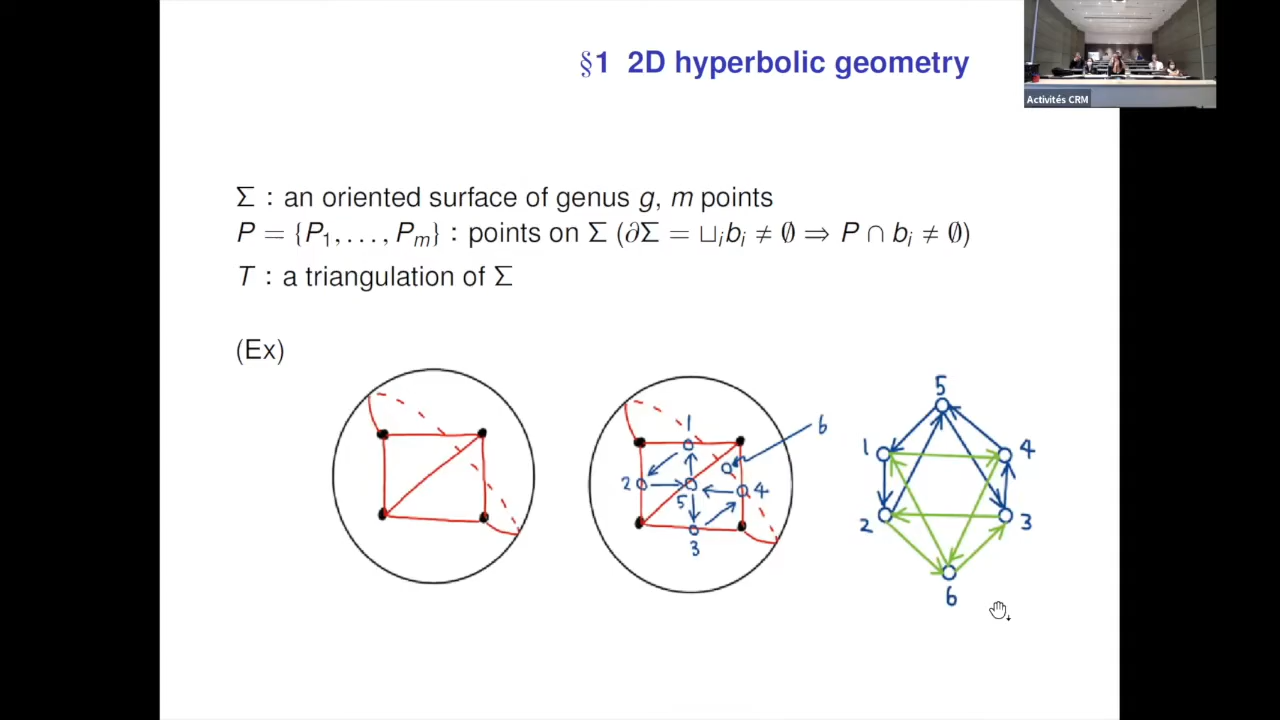 §1 2D hyperbolic geometry
Activités CRM
Σ : an oriented surface of genus g, m points
P = {P₁, . . . , Pₘ} : points on Σ (∂Σ = ⊔ᵢbᵢ ≠ ∅ ⇒ P ∩ bᵢ ≠ ∅)
T : a triangulation of Σ
(Ex)
1
6
2
5
4
3
5
1
4
2
3
6